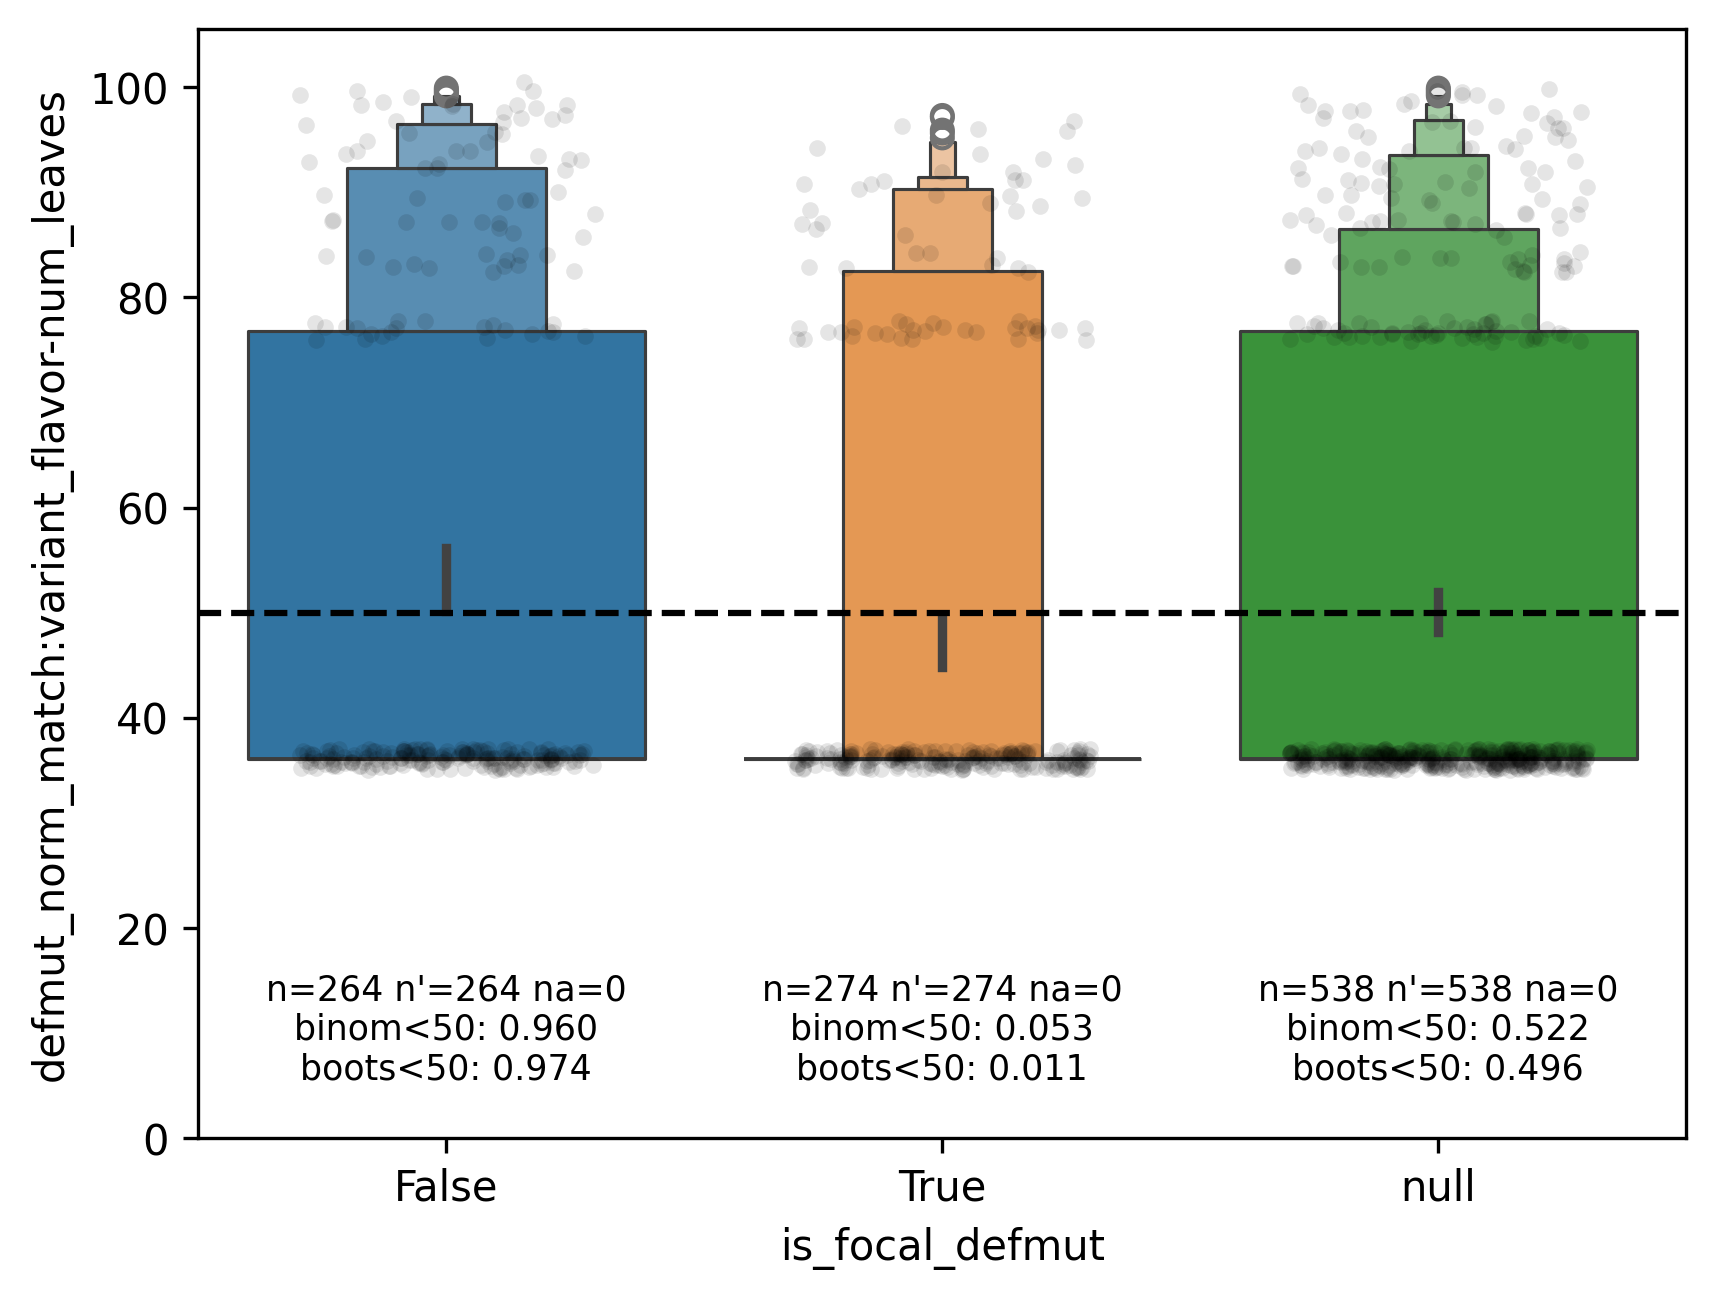 defmut_norm_match:variant_flavor-num_leaves
100
80
60
40
20
0
n=264 n'=264 na=0
binom<50: 0.960
boots<50: 0.974
n=274 n'=274 na=0
binom<50: 0.053
boots<50: 0.011
n=538 n'=538 na=0
binom<50: 0.522
boots<50: 0.496
False
True
null
is_focal_defmut